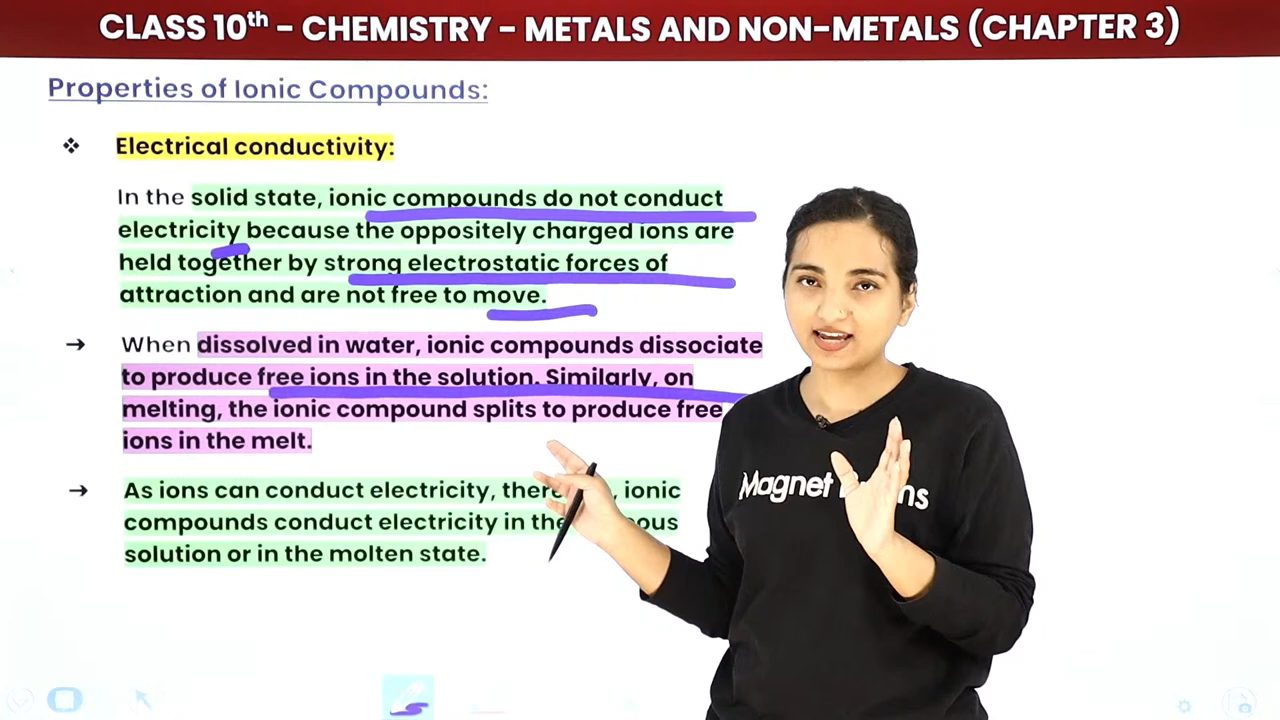 CLASS 10th - CHEMISTRY - METALS AND NON-METALS (CHAPTER 3)
Properties of Ionic Compounds:
❖ Electrical conductivity:
In the solid state, ionic compounds do not conduct
electricity because the oppositely charged ions are
held together by strong electrostatic forces of
attraction and are not free to move.
→ When dissolved in water, ionic compounds dissociate
to produce free ions in the solution. Similarly, on
melting, the ionic compound splits to produce free
ions in the melt.
→ As ions can conduct electricity, ionic
compounds conduct electricity in the
solution or in the molten state.
Magnet